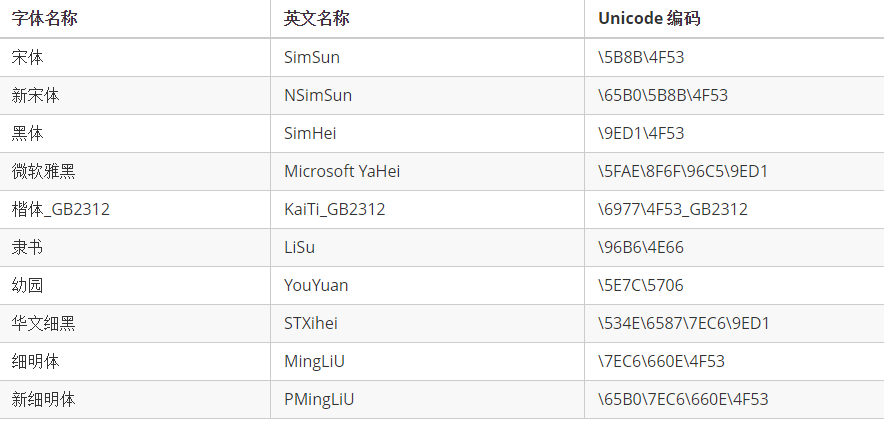 字体名称 英文名称 Unicode 编码
宋体 SimSun \5B8B\4F53
新宋体 NSimSun \65B0\5B8B\4F53
黑体 SimHei \9ED1\4F53
微软雅黑 Microsoft YaHei \5FAE\8F6F\96C5\9ED1
楷体_GB2312 KaiTi_GB2312 \6977\4F53_GB2312
隶书 LiSu \96B6\4E66
幼园 YouYuan \5E7C\5706
华文细黑 STXihei \534E\6587\7EC6\9ED1
细明体 MingLiU \7EC6\660E\4F53
新细明体 PMingLiU \65B0\7EC6\660E\4F53